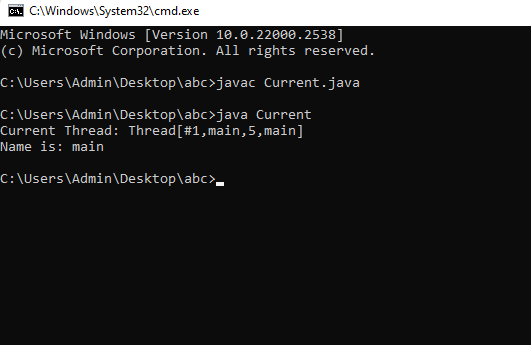 C:\Windows\System32\cmd.exe
Microsoft Windows [Version 10.0.22000.2538]
(c) Microsoft Corporation. All rights reserved.
C:\Users\Admin\Desktop\abc>javac Current.java
C:\Users\Admin\Desktop\abc>java Current
Current Thread: Thread[#1,main,5,main]
Name is: main
C:\Users\Admin\Desktop\abc>